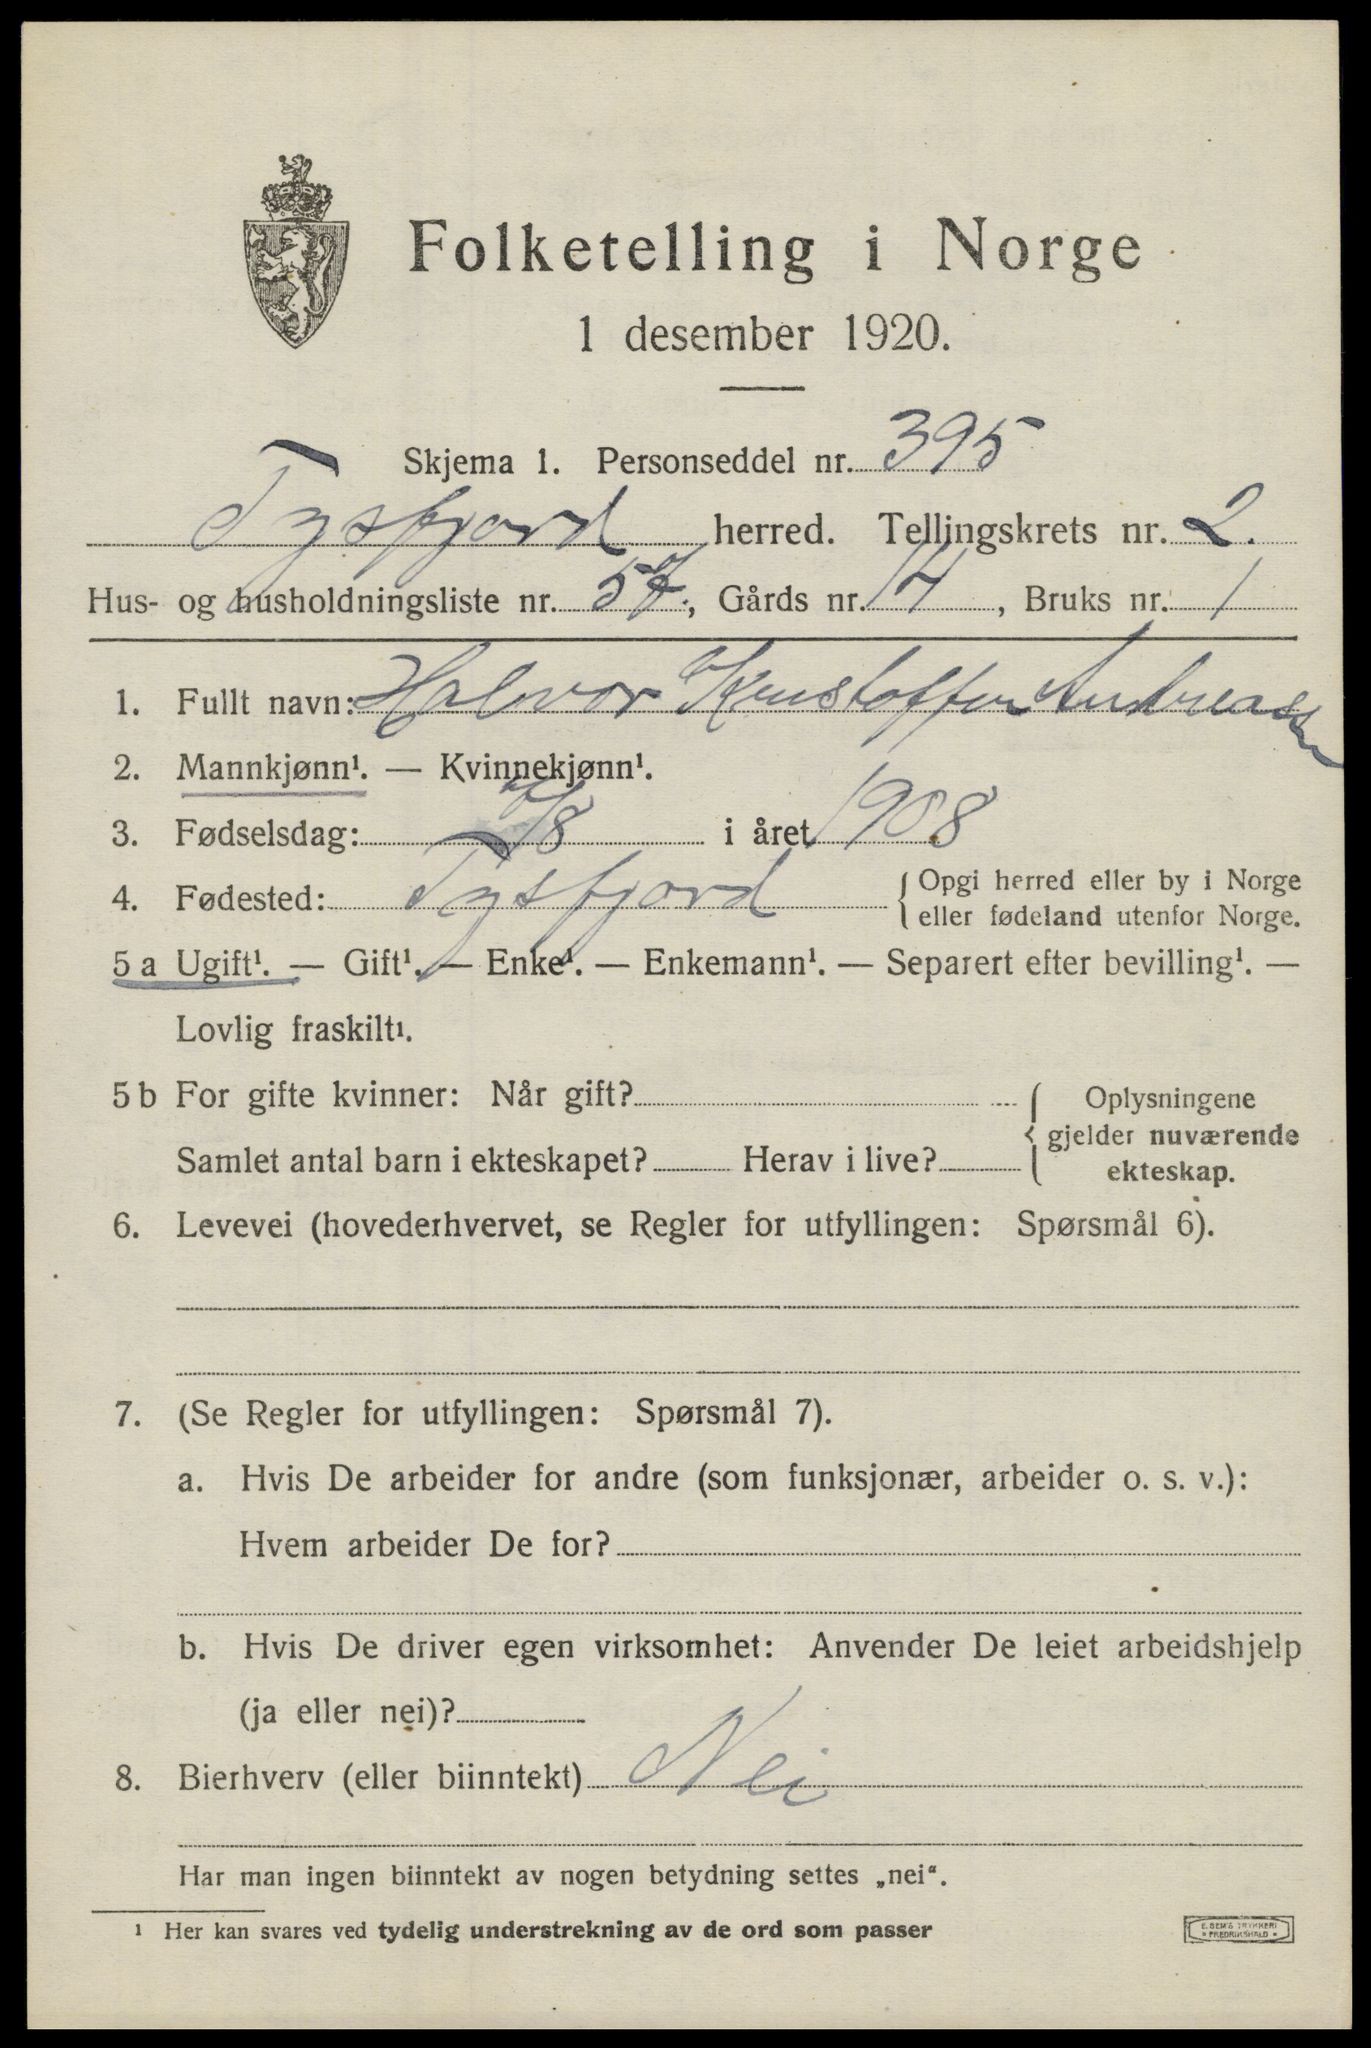 Folketelling i Norge
1 desember 1920.
Skjema 1. Personseddel nr. 395
Tysfjord herred. Tellingskrets nr. 2.
Hus- og husholdningsliste nr. 57, Gårds nr. 14, Bruks nr. 1
1. Fullt navn: Halvor Kristoffer Andreassen
2. Mannkjønn¹. — Kvinnekjønn¹.
3. Fødselsdag: /8 i året 1908
4. Fødested: Tysfjord { Opgi herred eller by i Norge
eller fødeland utenfor Norge.
5 a Ugift¹. — Gift¹. — Enke¹. — Enkemann¹. — Separert efter bevilling¹. —
Lovlig fraskilt¹.
5 b For gifte kvinner: Når gift? { Oplysningene
gjelder nuværende
Samlet antal barn i ekteskapet? Herav i live?
ekteskap.
6. Levevei (hovederhvervet, se Regler for utfyllingen: Spørsmål 6).
7. (Se Regler for utfyllingen: Spørsmål 7).
a. Hvis De arbeider for andre (som funksjonær, arbeider o. s. v.):
Hvem arbeider De for?
b. Hvis De driver egen virksomhet: Anvender De leiet arbeidshjelp
(ja eller nei)?
8. Bierhverv (eller biinntekt) Nei
Har man ingen biinntekt av nogen betydning settes „nei“.
¹ Her kan svares ved tydelig understrekning av de ord som passer
E. SEM'S TRYKKERI
FREDRIKSHALD